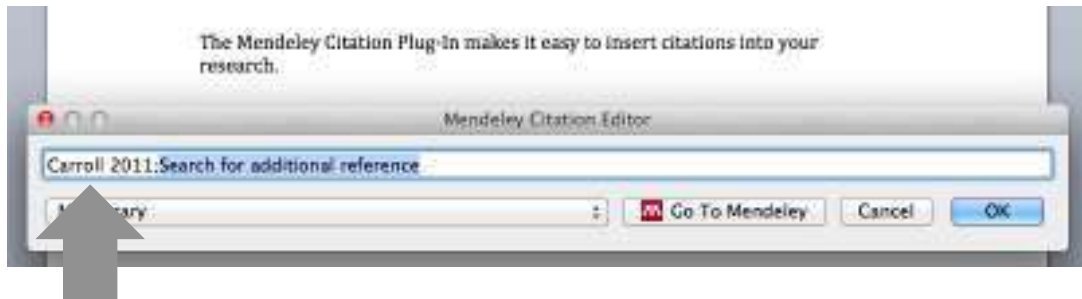 The Mendeley Citation Plug-In makes it easy to insert citations into your
research.
Mendeley Citation Editor
Carroll 2011;Search for additional reference
Go To Mendeley
Cancel
OK